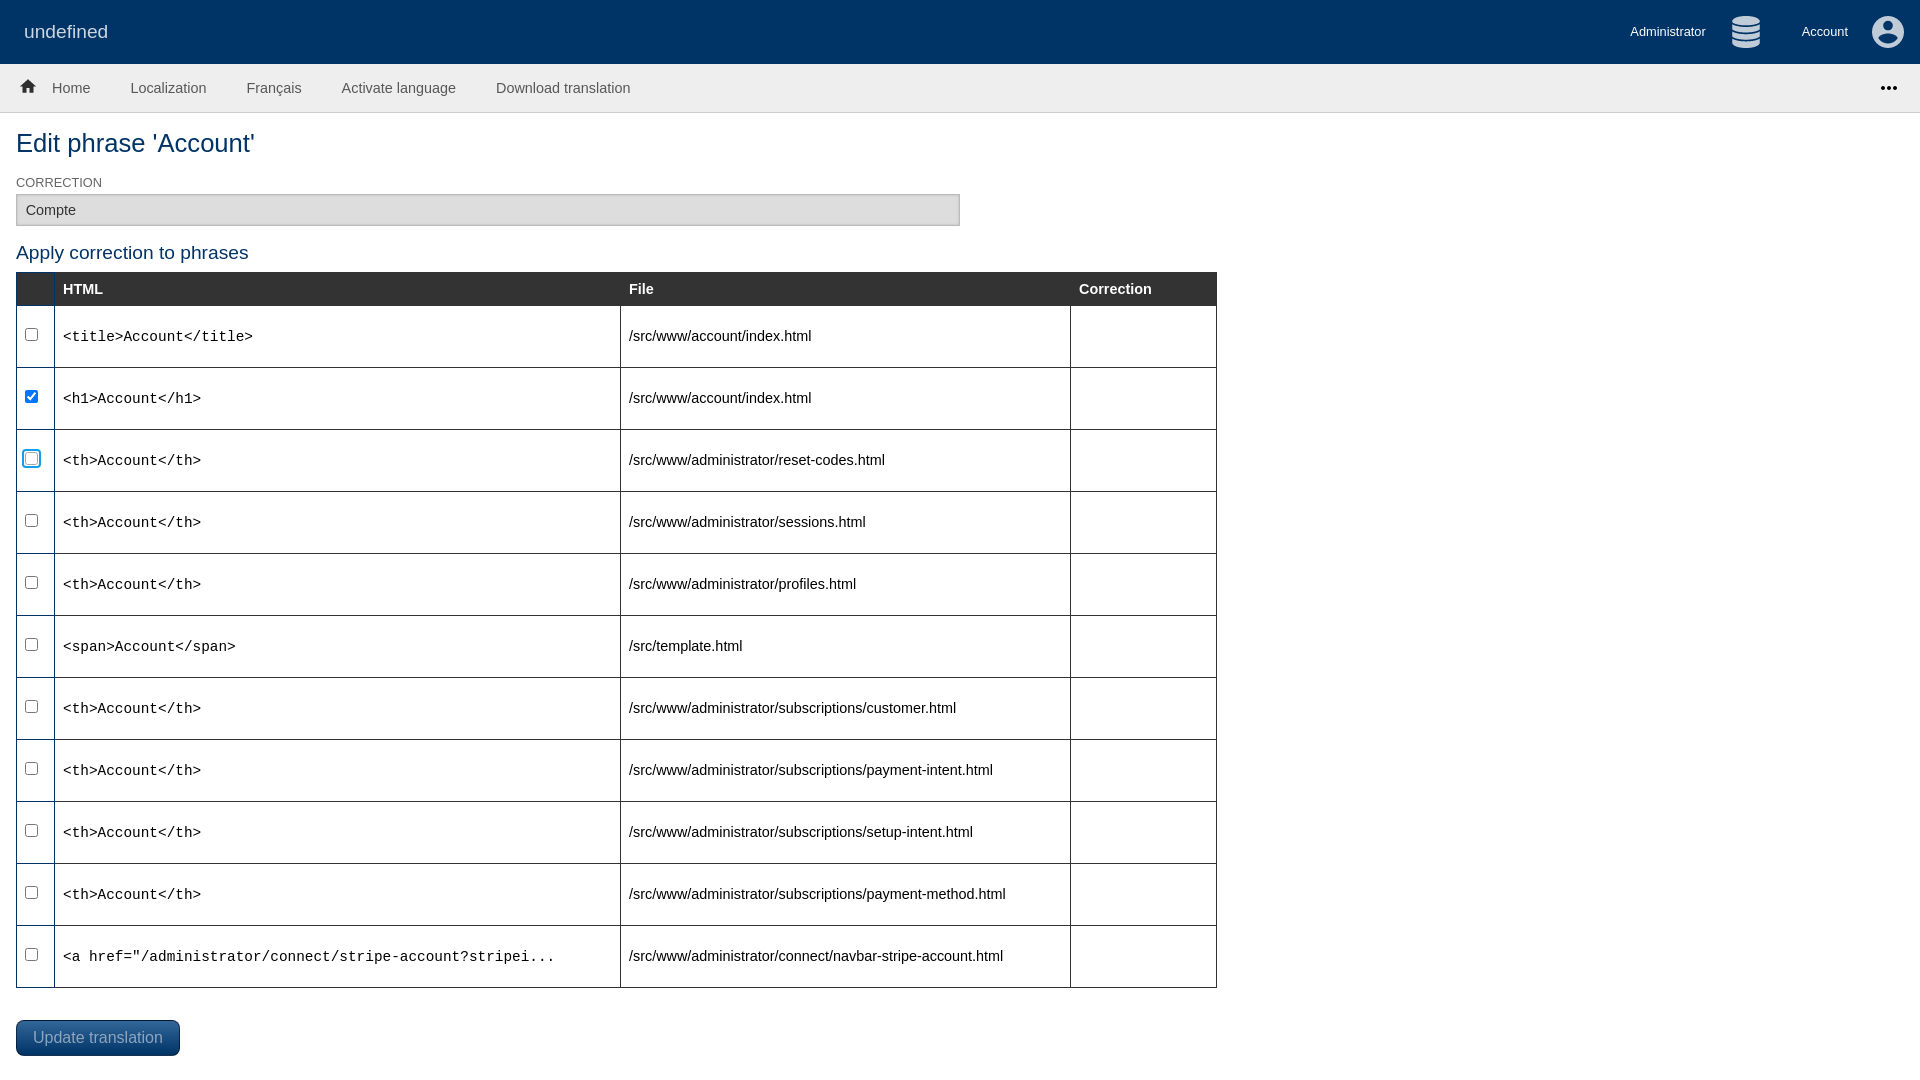 undefined
Administrator
Account
Home
Localization
Français
Activate language
Download translation
Edit phrase 'Account'
CORRECTION
Compte
Apply correction to phrases
HTML File Correction
<title>Account</title> /src/www/account/index.html
<h1>Account</h1> /src/www/account/index.html
<th>Account</th> /src/www/administrator/reset-codes.html
<th>Account</th> /src/www/administrator/sessions.html
<th>Account</th> /src/www/administrator/profiles.html
<span>Account</span> /src/template.html
<th>Account</th> /src/www/administrator/subscriptions/customer.html
<th>Account</th> /src/www/administrator/subscriptions/payment-intent.html
<th>Account</th> /src/www/administrator/subscriptions/setup-intent.html
<th>Account</th> /src/www/administrator/subscriptions/payment-method.html
<a href="/administrator/connect/stripe-account?stripei... /src/www/administrator/connect/navbar-stripe-account.html
Update translation